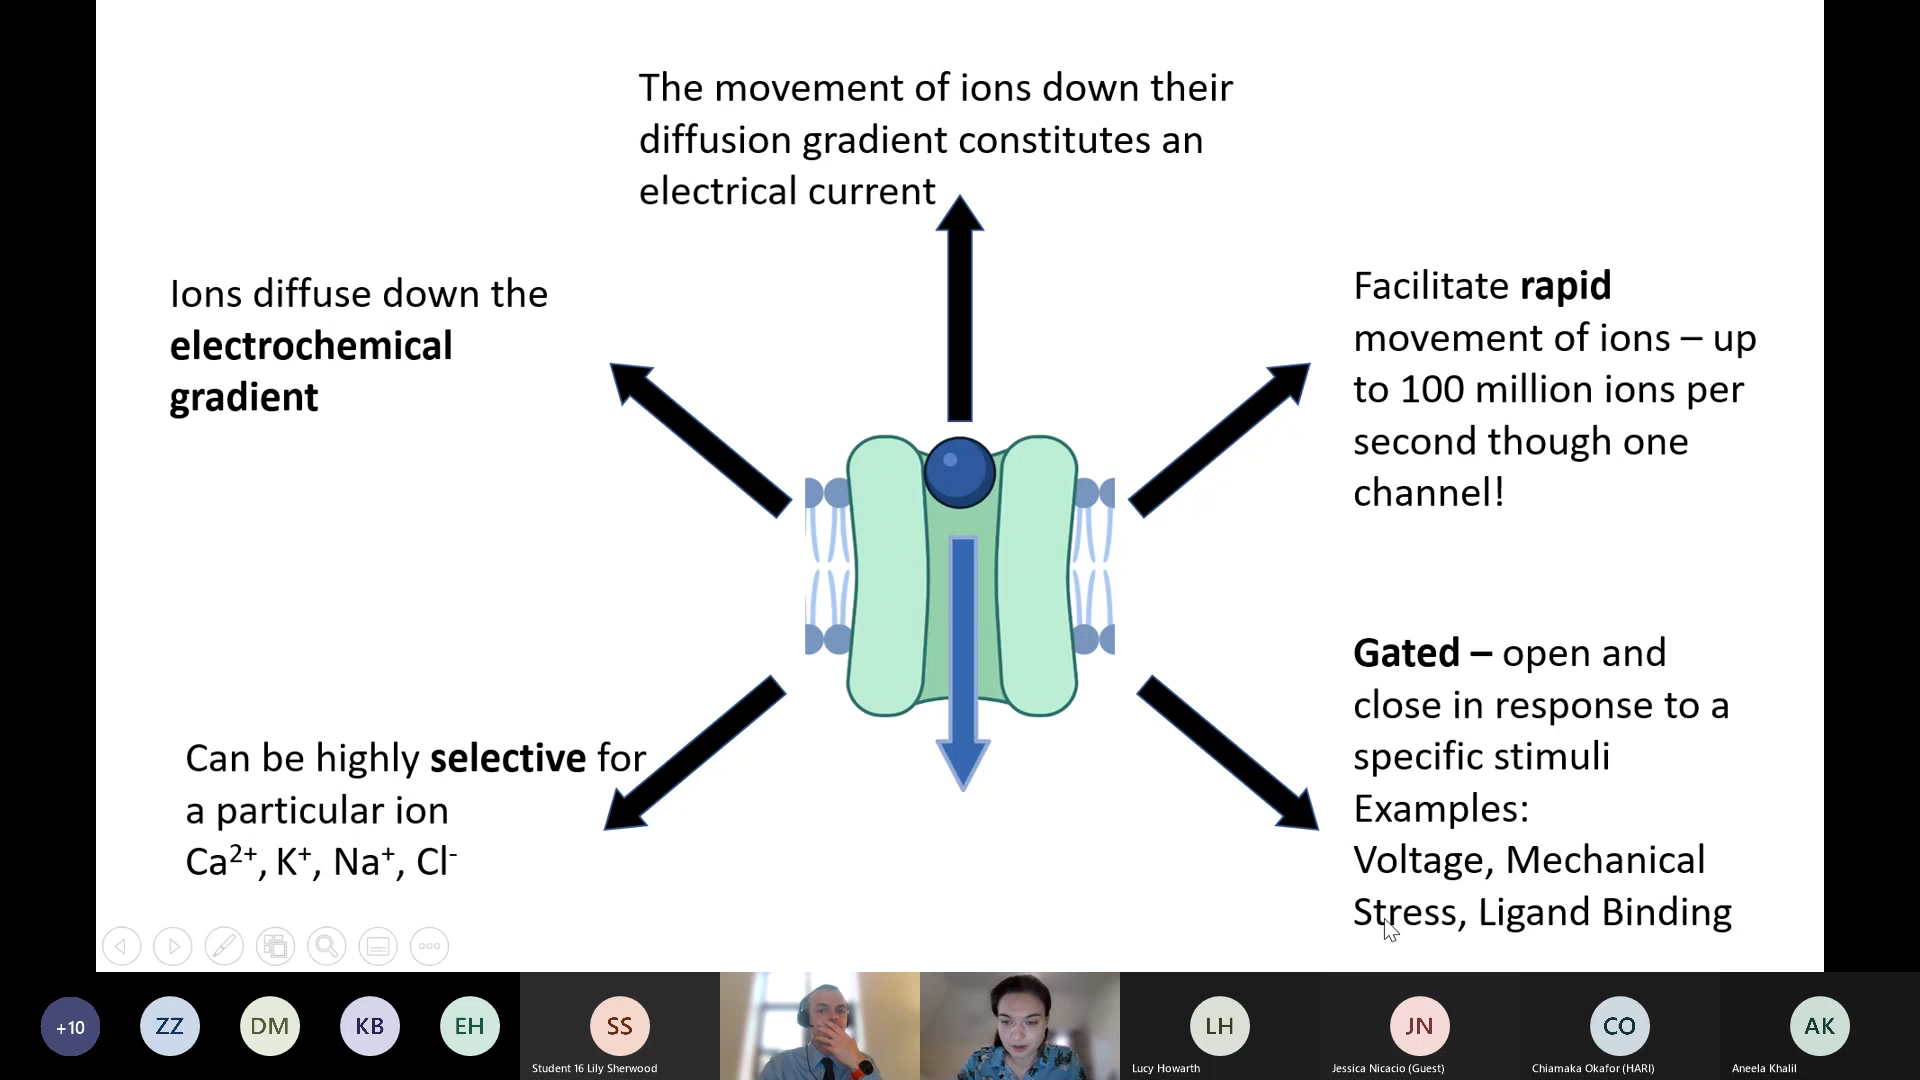 The movement of ions down their
diffusion gradient constitutes an
electrical current
Ions diffuse down the
electrochemical
gradient
Facilitate rapid
movement of ions – up
to 100 million ions per
second though one
channel!
Can be highly selective for
a particular ion
Ca²⁺, K⁺, Na⁺, Cl⁻
Gated – open and
close in response to a
specific stimuli
Examples:
Voltage, Mechanical
Stress, Ligand Binding
+10
ZZ
DM
KB
EH
SS
Student 16 Lily Sherwood
LH
Lucy Howarth
JN
Jessica Nicacio (Guest)
CO
Chiamaka Okafor (HARI)
AK
Aneela Khalil